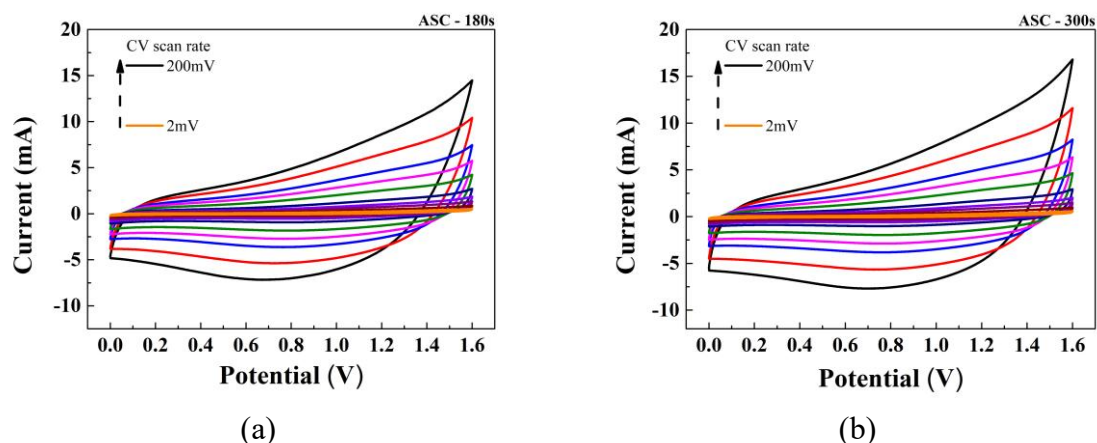 ASC - 180s
20
15
10
5
0
-5
-10
Current (mA)
CV scan rate
200mV
2mV
0.0 0.2 0.4 0.6 0.8 1.0 1.2 1.4 1.6
Potential (V)
(a)
ASC - 300s
20
15
10
5
0
-5
-10
Current (mA)
CV scan rate
200mV
2mV
0.0 0.2 0.4 0.6 0.8 1.0 1.2 1.4 1.6
Potential (V)
(b)